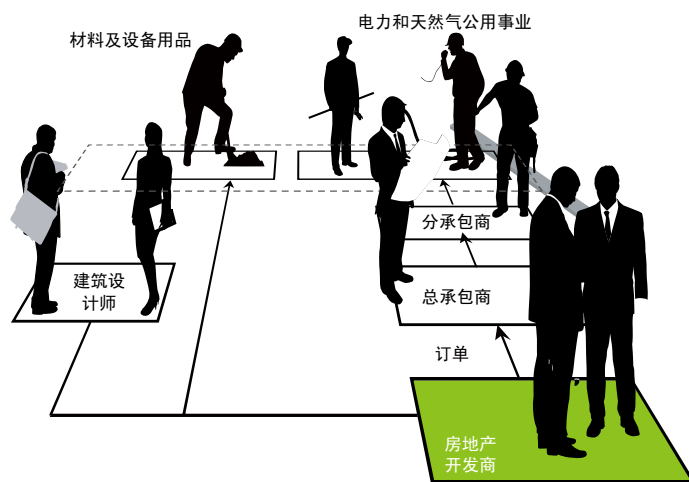 材料及设备用品
电力和天然气公用事业
分承包商
建筑设
计师
总承包商
订单
房地产
开发商